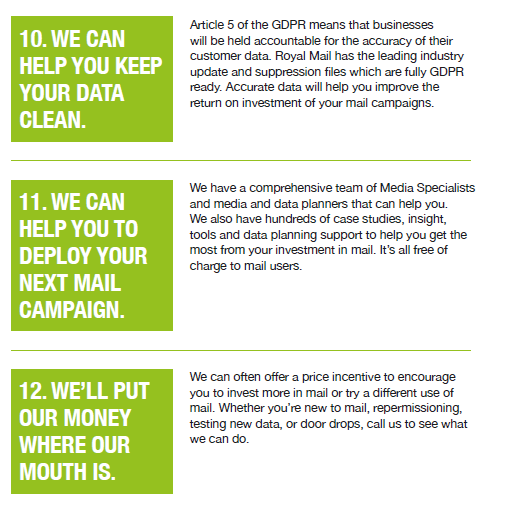 10. WE CAN
HELP YOU KEEP
YOUR DATA
CLEAN.
Article 5 of the GDPR means that businesses
will be held accountable for the accuracy of their
customer data. Royal Mail has the leading industry
update and suppression files which are fully GDPR
ready. Accurate data will help you improve the
return on investment of your mail campaigns.
11. WE CAN
HELP YOU TO
DEPLOY YOUR
NEXT MAIL
CAMPAIGN.
We have a comprehensive team of Media Specialists
and media and data planners that can help you.
We also have hundreds of case studies, insight,
tools and data planning support to help you get the
most from your investment in mail. It’s all free of
charge to mail users.
12. WE’LL PUT
OUR MONEY
WHERE OUR
MOUTH IS.
We can often offer a price incentive to encourage
you to invest more in mail or try a different use of
mail. Whether you’re new to mail, repermissioning,
testing new data, or door drops, call us to see what
we can do.